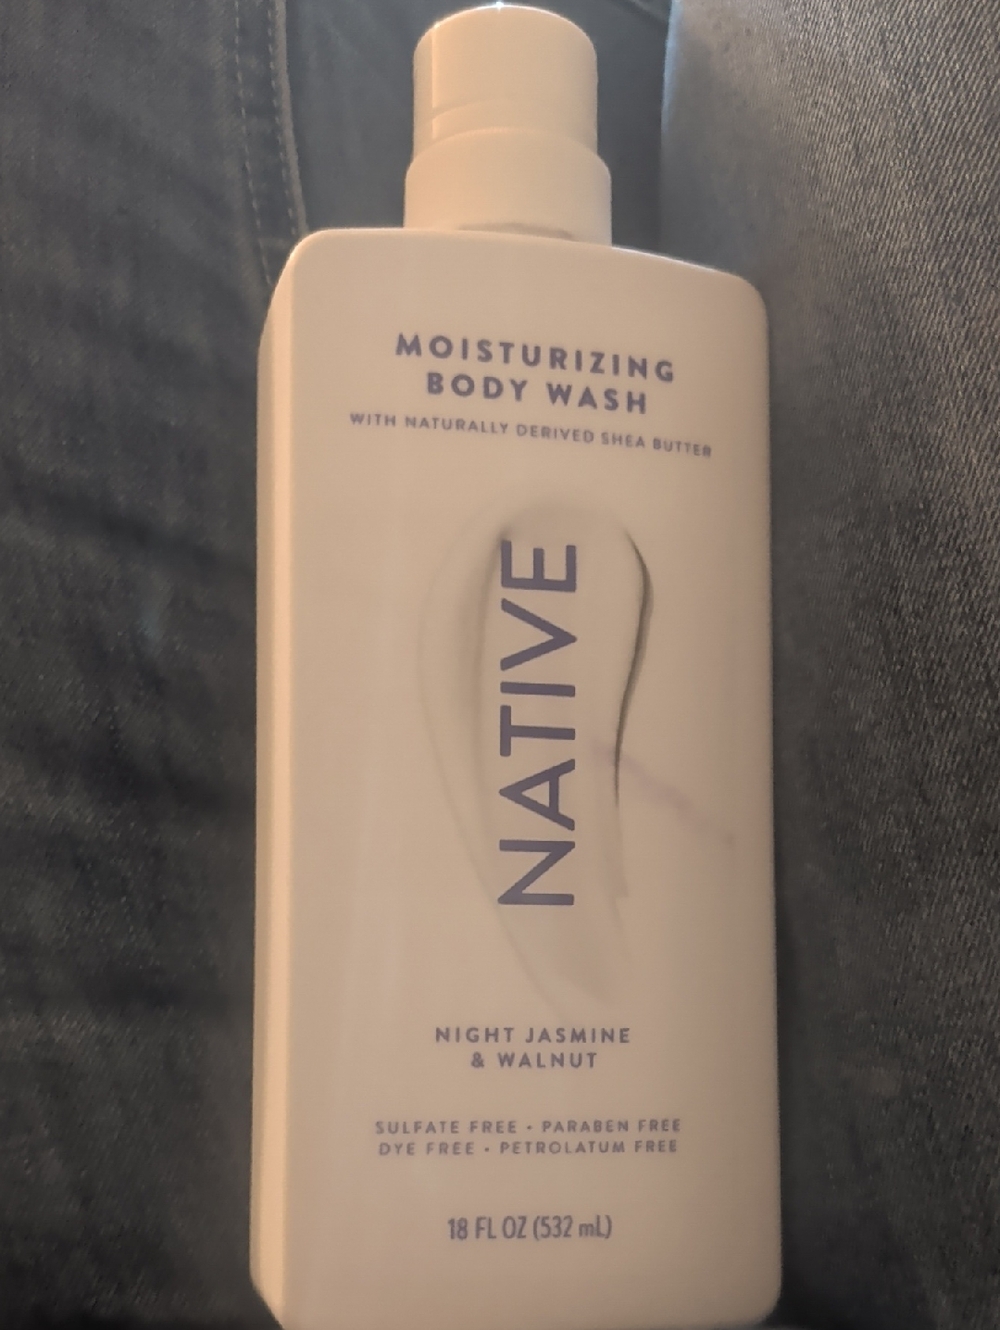 MOISTURIZING
BODY WASH
WITH NATURALLY DERIVED SHEA BUTTER
NATIVE
NIGHT JASMINE
& WALNUT
SULFATE FREE • PARABEN FREE
DYE FREE • PETROLATUM FREE
18 FL OZ (532 mL)